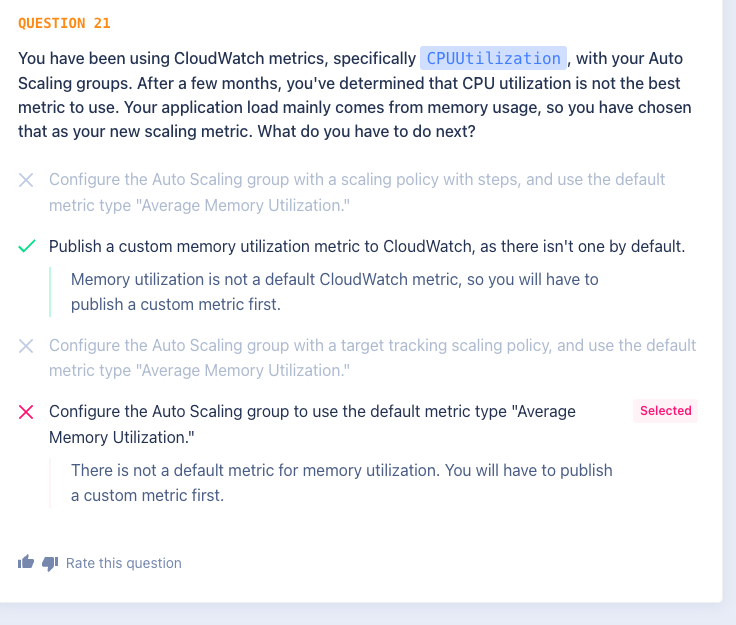 QUESTION 21
You have been using CloudWatch metrics, specifically CPUUtilization, with your Auto
Scaling groups. After a few months, you've determined that CPU utilization is not the best
metric to use. Your application load mainly comes from memory usage, so you have chosen
that as your new scaling metric. What do you have to do next?
Configure the Auto Scaling group with a scaling policy with steps, and use the default
metric type "Average Memory Utilization."
Publish a custom memory utilization metric to CloudWatch, as there isn't one by default.
Memory utilization is not a default CloudWatch metric, so you will have to
publish a custom metric first.
Configure the Auto Scaling group with a target tracking scaling policy, and use the default
metric type "Average Memory Utilization."
Configure the Auto Scaling group to use the default metric type "Average
Memory Utilization."
Selected
There is not a default metric for memory utilization. You will have to publish
a custom metric first.
Rate this question